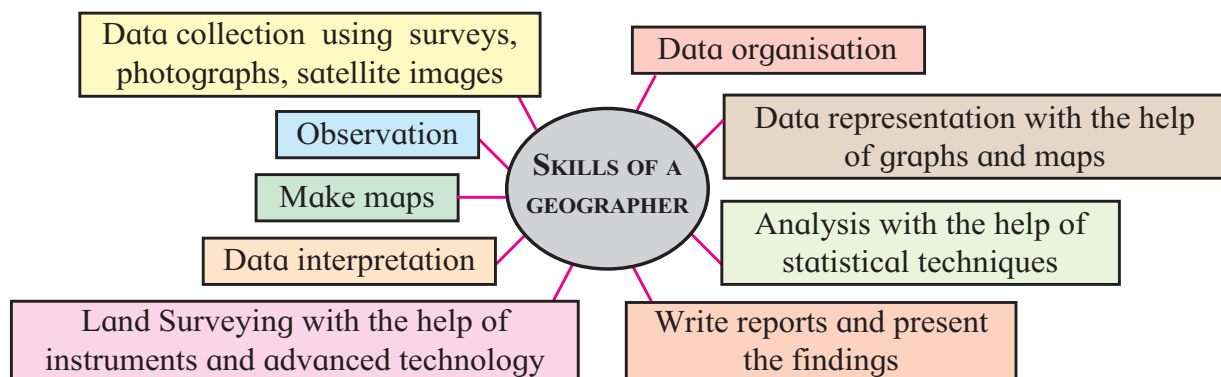 Data collection using surveys,
photographs, satellite images
Data organisation
Observation
Data representation with the help
of graphs and maps
SKILLS OF A
GEOGRAPHER
Make maps
Analysis with the help of
statistical techniques
Data interpretation
Land Surveying with the help of
instruments and advanced technology
Write reports and present
the findings